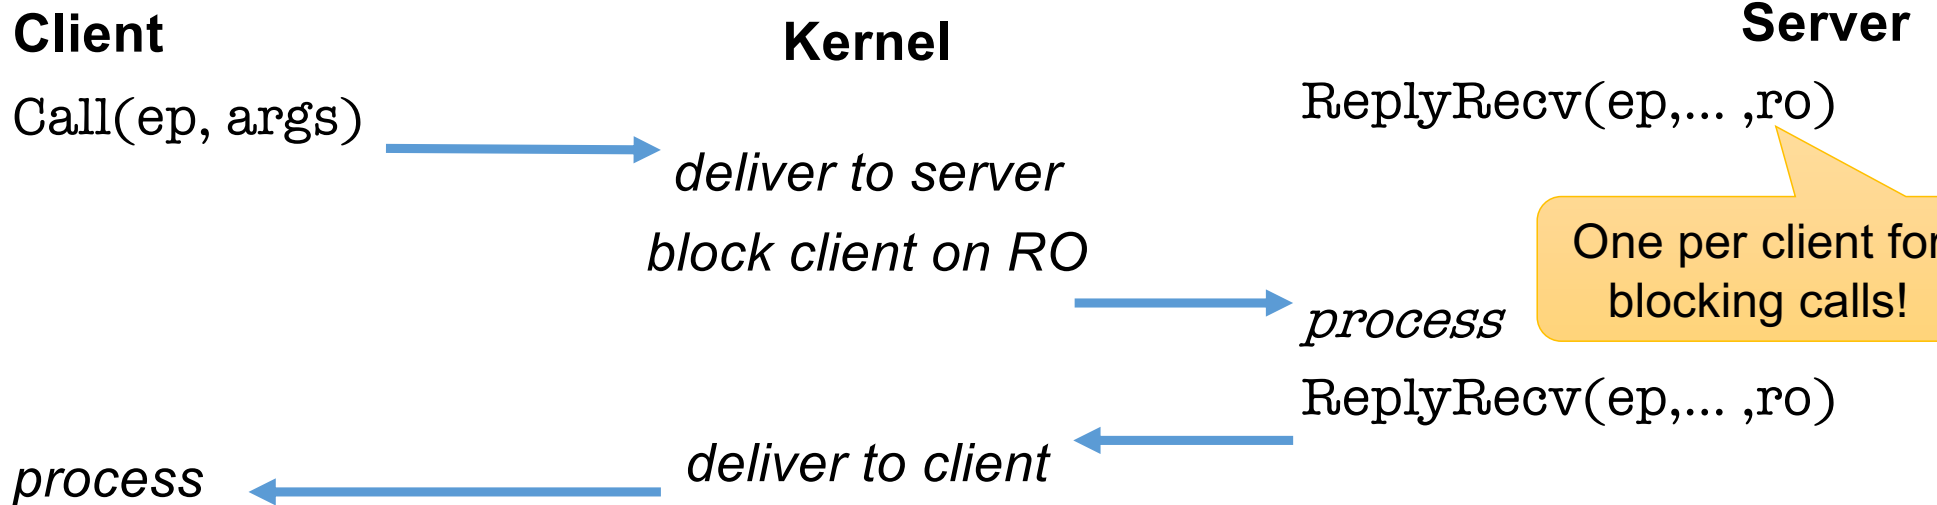 Client
Kernel
Server
Call(ep, args)
ReplyRecv(ep,... ,ro)
deliver to server
block client on RO
One per client for
blocking calls!
process
ReplyRecv(ep,... ,ro)
deliver to client
process